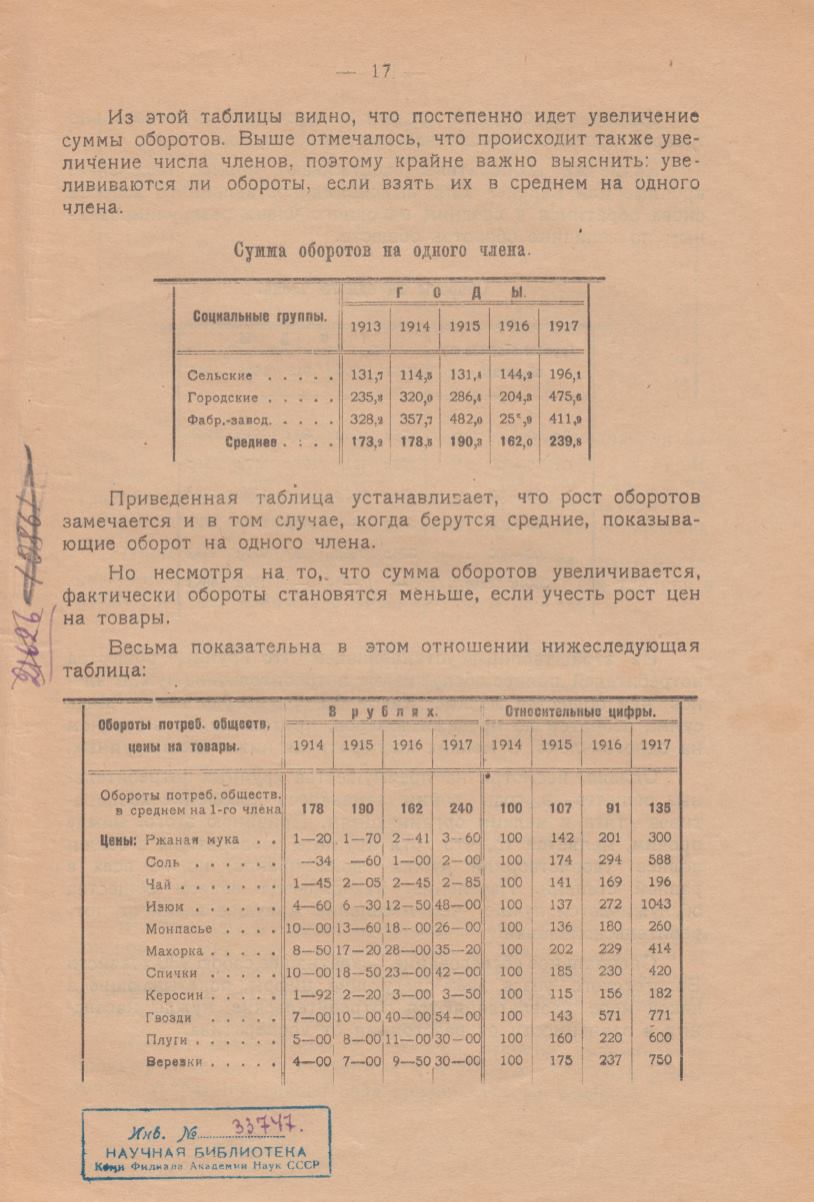 — 17 —
Из этой таблицы видно, что постепенно идет увеличение
суммы оборотов. Выше отмечалось, что происходит также уве-
личение числа членов, поэтому крайне важно выяснить: уве-
лививаются ли обороты, если взять их в среднем на одного
члена.
Сумма оборотов на одного члена.
Социальные группы. Г О Д Ы.
1913 1914 1915 1916 1917
Сельские . . . . . 131,7 114,5 131,4 144,2 196,1
Городские . . . . . 235,8 320,0 286,4 204,3 475,6
Фабр.-завод. . . . . 328,2 357,7 482,0 25 ,9 411,9
Среднее . . . . 173,2 178,5 190,3 162,0 239,8
Приведенная таблица устанавливает, что рост оборотов
замечается и в том случае, когда берутся средние, показыва-
ющие оборот на одного члена.
Но несмотря на то, что сумма оборотов увеличивается,
фактически обороты становятся меньше, если учесть рост цен
на товары.
Весьма показательна в этом отношении нижеследующая
таблица:
Обороты потреб. обществ, цены на товары. В рублях. Относительные цифры.
1914 1915 1916 1917 1914 1915 1916 1917
Обороты потреб. обществ.
в среднем на 1-го члена 178 190 162 240 100 107 91 135
Цены: Ржаная мука . . 1—20 1—70 2—41 3—60 100 142 201 300
Соль . . . . . . —34 —60 1—00 2—00 100 174 294 588
Чай . . . . . . . 1—45 2—05 2—45 2—85 100 141 169 196
Изюм . . . . . . 4—60 6—30 12—50 48—00 100 137 272 1043
Монпасье . . . . 10—00 13—60 18—00 26—00 100 136 180 260
Махорка . . . . . 8—50 17—20 28—00 35—20 100 202 229 414
Спички . . . . . 10—00 18—50 23—00 42—00 100 185 230 420
Керосин . . . . . 1—92 2—20 3—00 3—50 100 115 156 182
Гвозди . . . . . 7—00 10—00 40—00 54—00 100 143 571 771
Плуги . . . . . 5—00 8—00 11—00 30—00 100 160 220 600
Веревки . . . . . 4—00 7—00 9—50 30—00 100 175 237 750
Инв. № 33747.
НАУЧНАЯ БИБЛИОТЕКА
Коми Филиала Академии Наук СССР